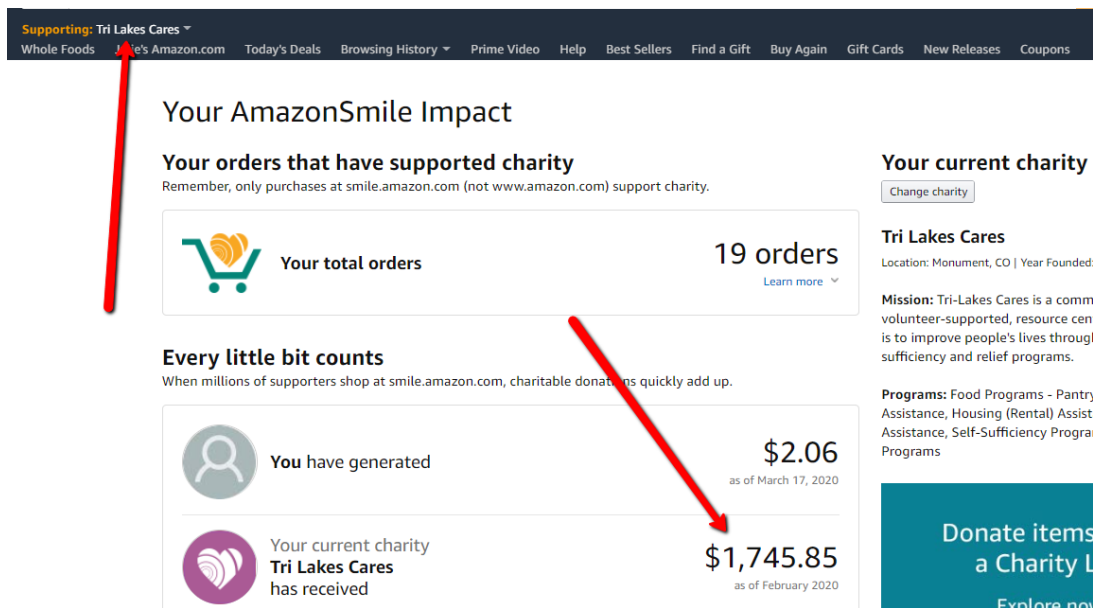 Supporting: Tri Lakes Cares
Whole Foods Amazon.com Today's Deals Browsing History Prime Video Help Best Sellers Find a Gift Buy Again Gift Cards New Releases Coupons
Your AmazonSmile Impact
Your orders that have supported charity
Remember, only purchases at smile.amazon.com (not www.amazon.com) support charity.
Your total orders
19 orders
Learn more
Every little bit counts
When millions of supporters shop at smile.amazon.com, charitable donations quickly add up.
You have generated
$2.06
as of March 17, 2020
Your current charity
Tri Lakes Cares
has received
$1,745.85
as of February 2020
Your current charity
Change charity
Tri Lakes Cares
Location: Monument, CO | Year Founded:
Mission: Tri-Lakes Cares is a comm
volunteer-supported, resource cen
is to improve people's lives throug
sufficiency and relief programs.
Programs: Food Programs - Pantry
Assistance, Housing (Rental) Assist
Assistance, Self-Sufficiency Progra
Programs
Donate items
a Charity L
Explore now